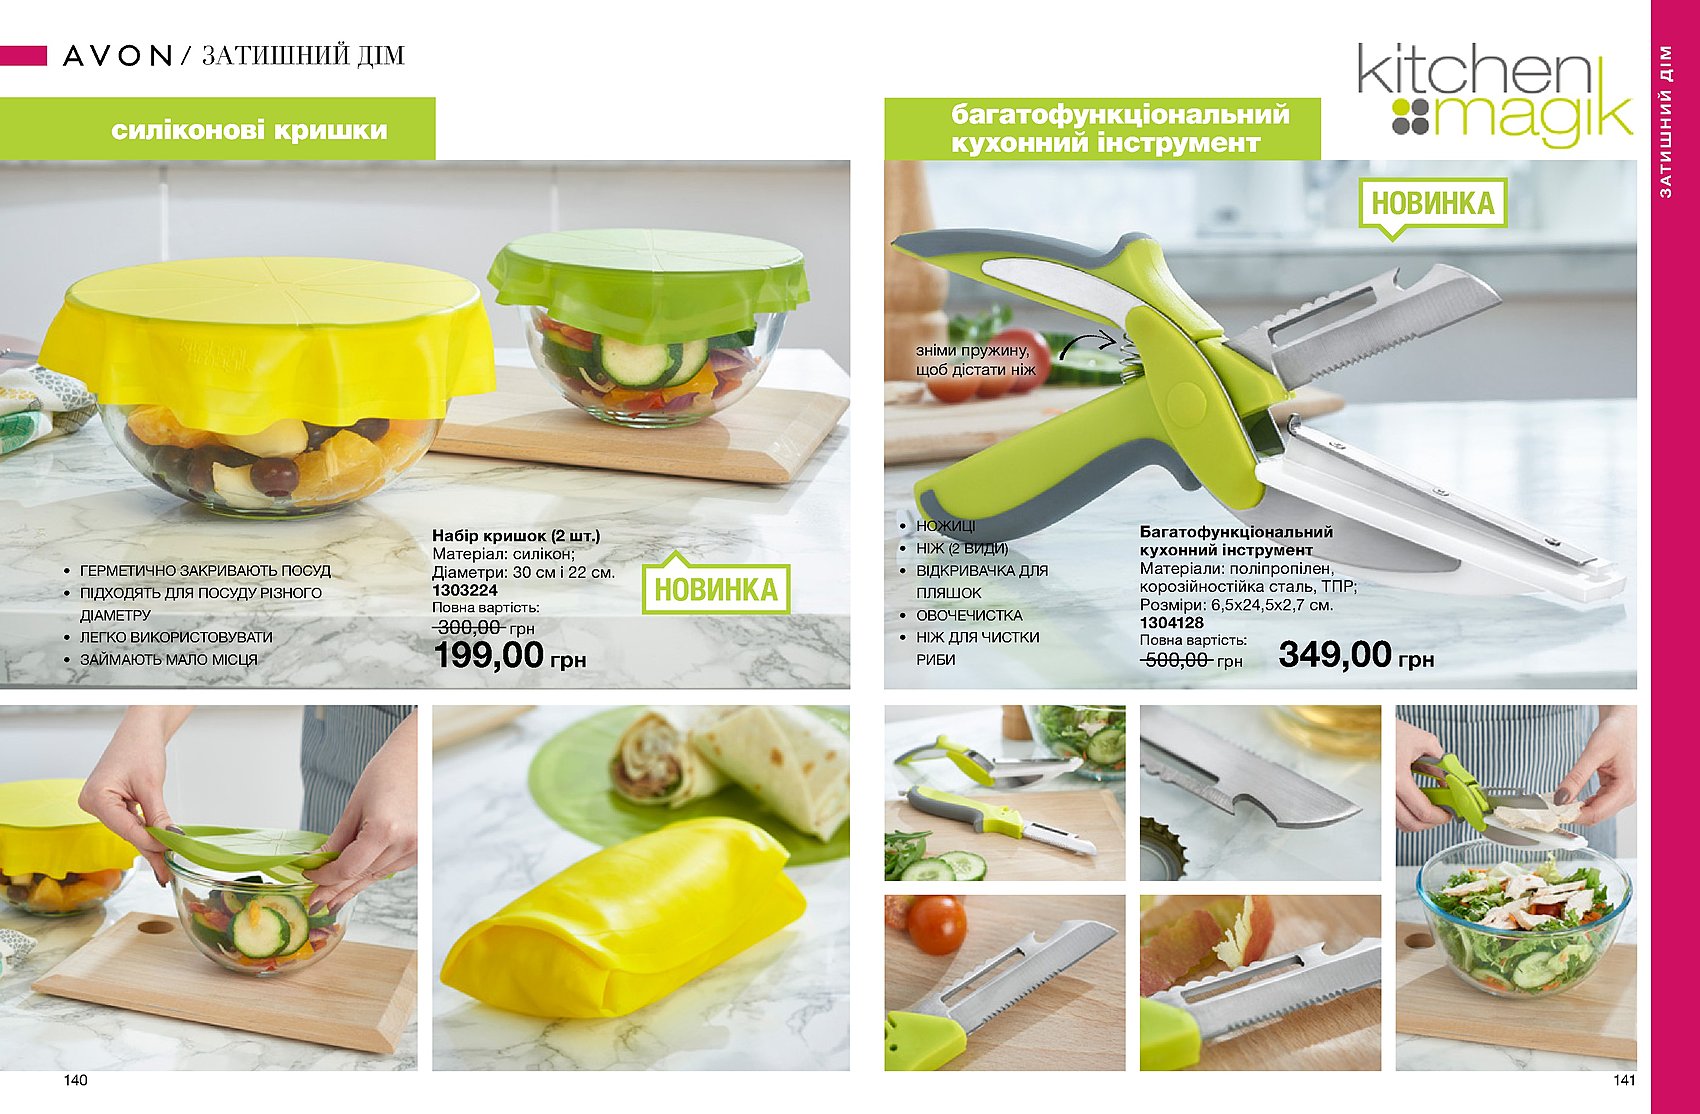 AVON / ЗАТИШНИЙ ДІМ
силіконові кришки
Набір кришок (2 шт.)
Матеріал: силікон;
Діаметри: 30 см і 22 см.
1303224
Повна вартість:
300,00 грн
199,00 грн
НОВИНКА
• ГЕРМЕТИЧНО ЗАКРИВАЮТЬ ПОСУД
• ПІДХОДЯТЬ ДЛЯ ПОСУДУ РІЗНОГО
ДІАМЕТРУ
• ЛЕГКО ВИКОРИСТОВУВАТИ
• ЗАЙМАЮТЬ МАЛО МІСЦЯ
140
багатофункціональний
кухонний інструмент
kitchen
magik
ЗАТИШНИЙ ДІМ
НОВИНКА
зніми пружину,
щоб дістати ніж
• НОЖИЦІ
• НІЖ (2 ВИДИ)
• ВІДКРИВАЧКА ДЛЯ
ПЛЯШОК
• ОВОЧЕЧИСТКА
• НІЖ ДЛЯ ЧИСТКИ
РИБИ
Багатофункціональний
кухонний інструмент
Матеріали: поліпропілен,
корозійностійка сталь, ТПР;
Розміри: 6,5х24,5х2,7 см.
1304128
Повна вартість:
500,00 грн
349,00 грн
141